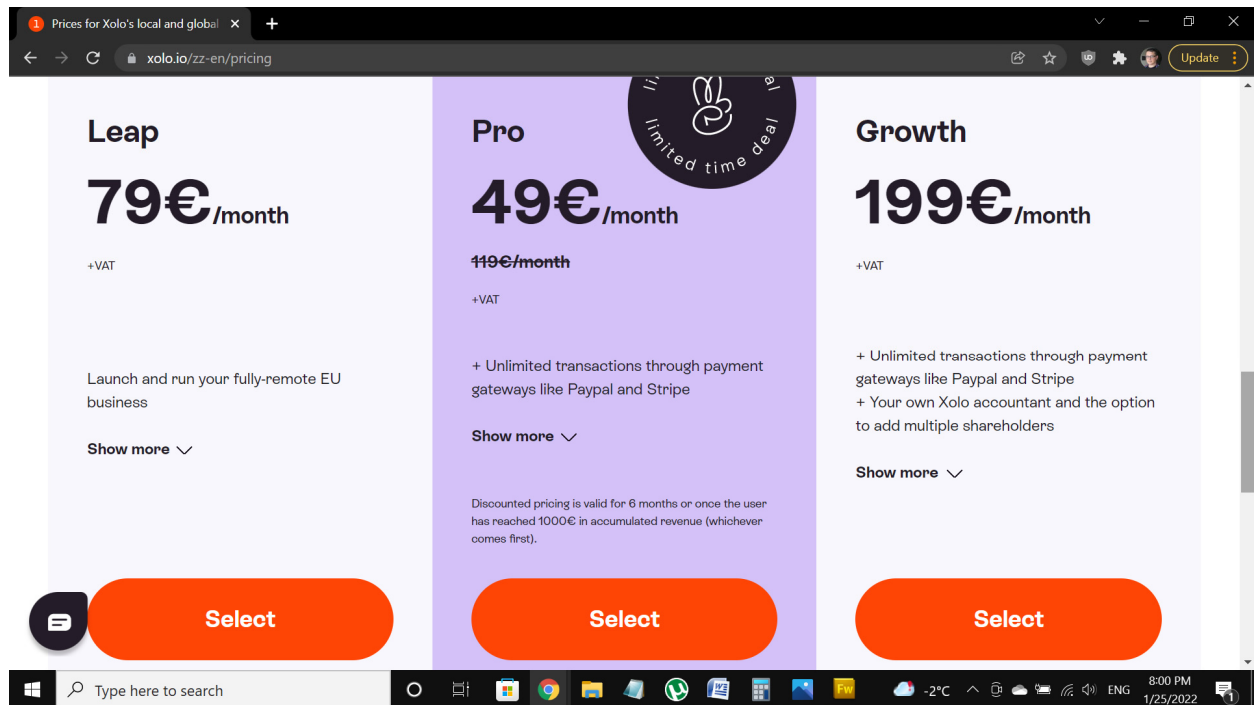 1 Prices for Xolo's local and global
xolo.io/zz-en/pricing
Update
Leap
79€/month
+VAT
Launch and run your fully-remote EU
business
Show more
Select
Pro
limited time deal
49€/month
119€/month
+VAT
+ Unlimited transactions through payment
gateways like Paypal and Stripe
Show more
Discounted pricing is valid for 6 months or once the user
has reached 1000€ in accumulated revenue (whichever
comes first).
Select
Growth
199€/month
+VAT
+ Unlimited transactions through payment
gateways like Paypal and Stripe
+ Your own Xolo accountant and the option
to add multiple shareholders
Show more
Select
Type here to search
Fw
-2°C
ENG
8:00 PM
1/25/2022
1